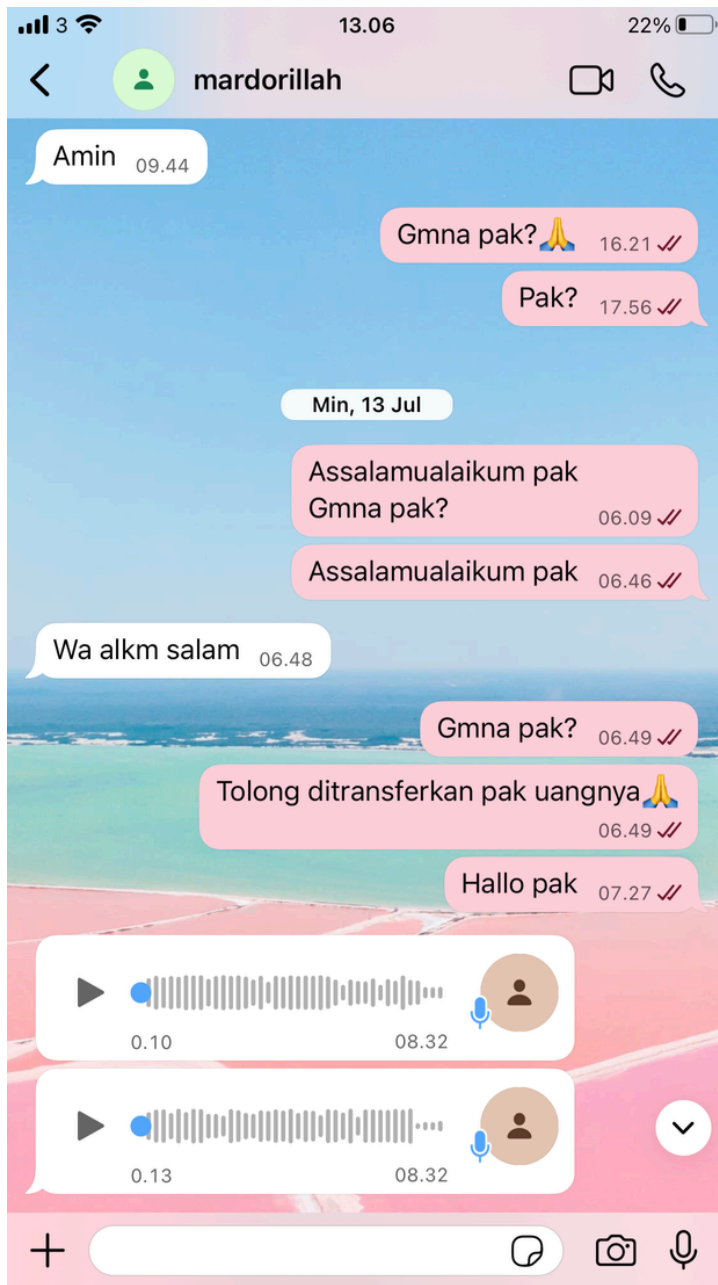 3
13.06
22%
mardorillah
Amin 09.44
Gmna pak?🙏 16.21
Pak? 17.56
Min, 13 Jul
Assalamualaikum pak
Gmna pak? 06.09
Assalamualaikum pak 06.46
Wa alkm salam 06.48
Gmna pak? 06.49
Tolong ditransferkan pak uangnya🙏
06.49
Hallo pak 07.27
0.10 08.32
0.13 08.32